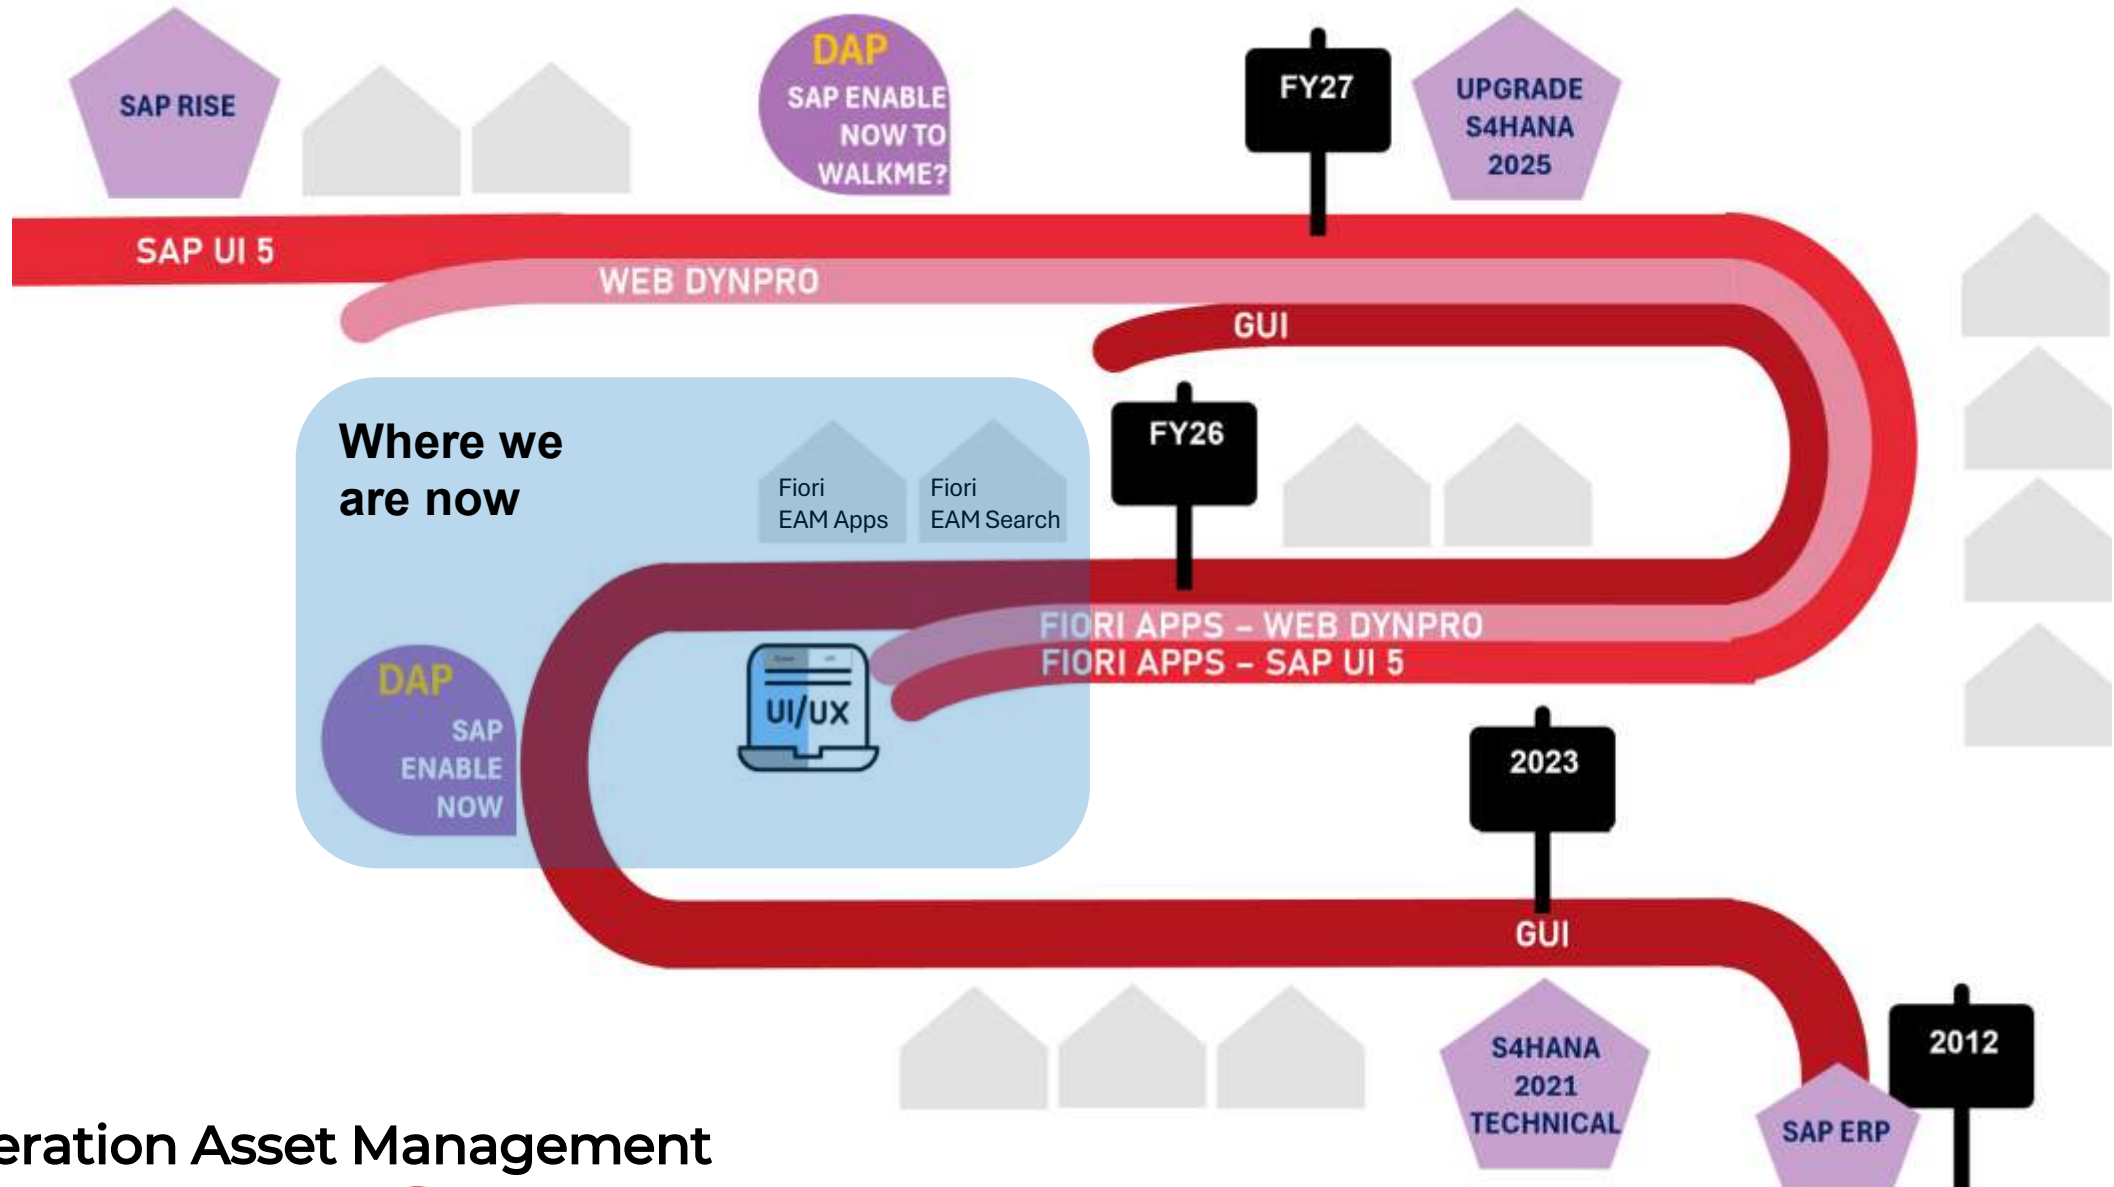 SAP RISE
DAP
SAP ENABLE
NOW TO
WALKME?
FY27
UPGRADE
S4HANA
2025
SAP UI 5
WEB DYNPRO
GUI
Where we
are now
Fiori
EAM Apps
Fiori
EAM Search
FY26
FIORI APPS – WEB DYNPRO
FIORI APPS – SAP UI 5
DAP
SAP
ENABLE
NOW
UI/UX
2023
GUI
S4HANA
2021
TECHNICAL
2012
SAP ERP
eration Asset Management